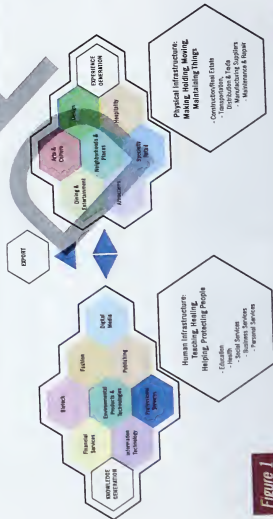 Figure 1
EXPORT
KNOWLEDGE
GENERATION
Financial
Services
Biotech
Information
Technology
Environmental
Products &
Technologies
Fashion
Professional
Services
Publishing
Digital
Media
Dining &
Entertainment
Arts &
Culture
Neighborhoods &
Places
Design
Specialty
Retail
Hospitality
EXPERIENCE
GENERATION
Human Infrastructure:
Teaching, Healing,
Helping, Protecting People
- Education
- Health
- Social Services
- Business Services
- Personal Services
Physical Infrastructure:
Making, Holding, Moving,
Maintaining Things
- Construction/Real Estate
- Transportation,
Distribution & Trade
- Manufacturing Suppliers
- Maintenance & Repair